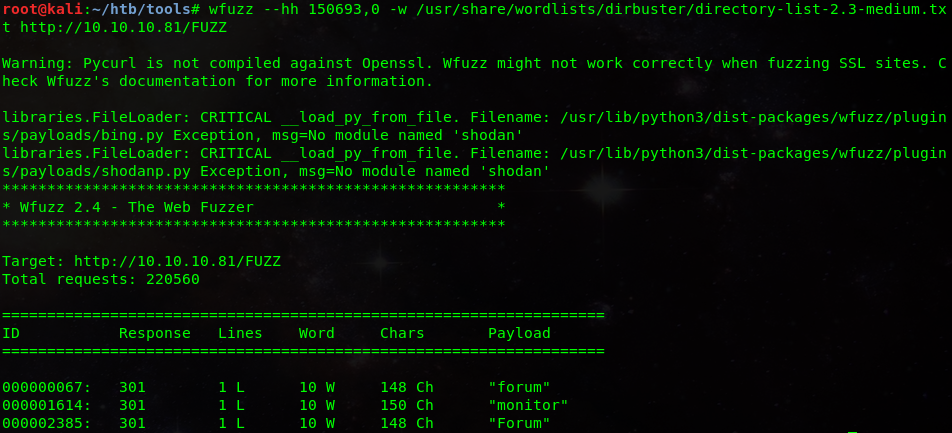 root@kali:~/htb/tools# wfuzz --hh 150693,0 -w /usr/share/wordlists/dirbuster/directory-list-2.3-medium.tx
t http://10.10.10.81/FUZZ
Warning: Pycurl is not compiled against Openssl. Wfuzz might not work correctly when fuzzing SSL sites. C
heck Wfuzz's documentation for more information.
libraries.FileLoader: CRITICAL __load_py_from_file. Filename: /usr/lib/python3/dist-packages/wfuzz/plugin
s/payloads/bing.py Exception, msg=No module named 'shodan'
libraries.FileLoader: CRITICAL __load_py_from_file. Filename: /usr/lib/python3/dist-packages/wfuzz/plugin
s/payloads/shodanp.py Exception, msg=No module named 'shodan'
********************************************************
* Wfuzz 2.4 - The Web Fuzzer                           *
********************************************************
Target: http://10.10.10.81/FUZZ
Total requests: 220560
===================================================================
ID           Response   Lines    Word     Chars       Payload
===================================================================
000000067:   301        1 L      10 W     148 Ch      "forum"
000001614:   301        1 L      10 W     150 Ch      "monitor"
000002385:   301        1 L      10 W     148 Ch      "Forum"